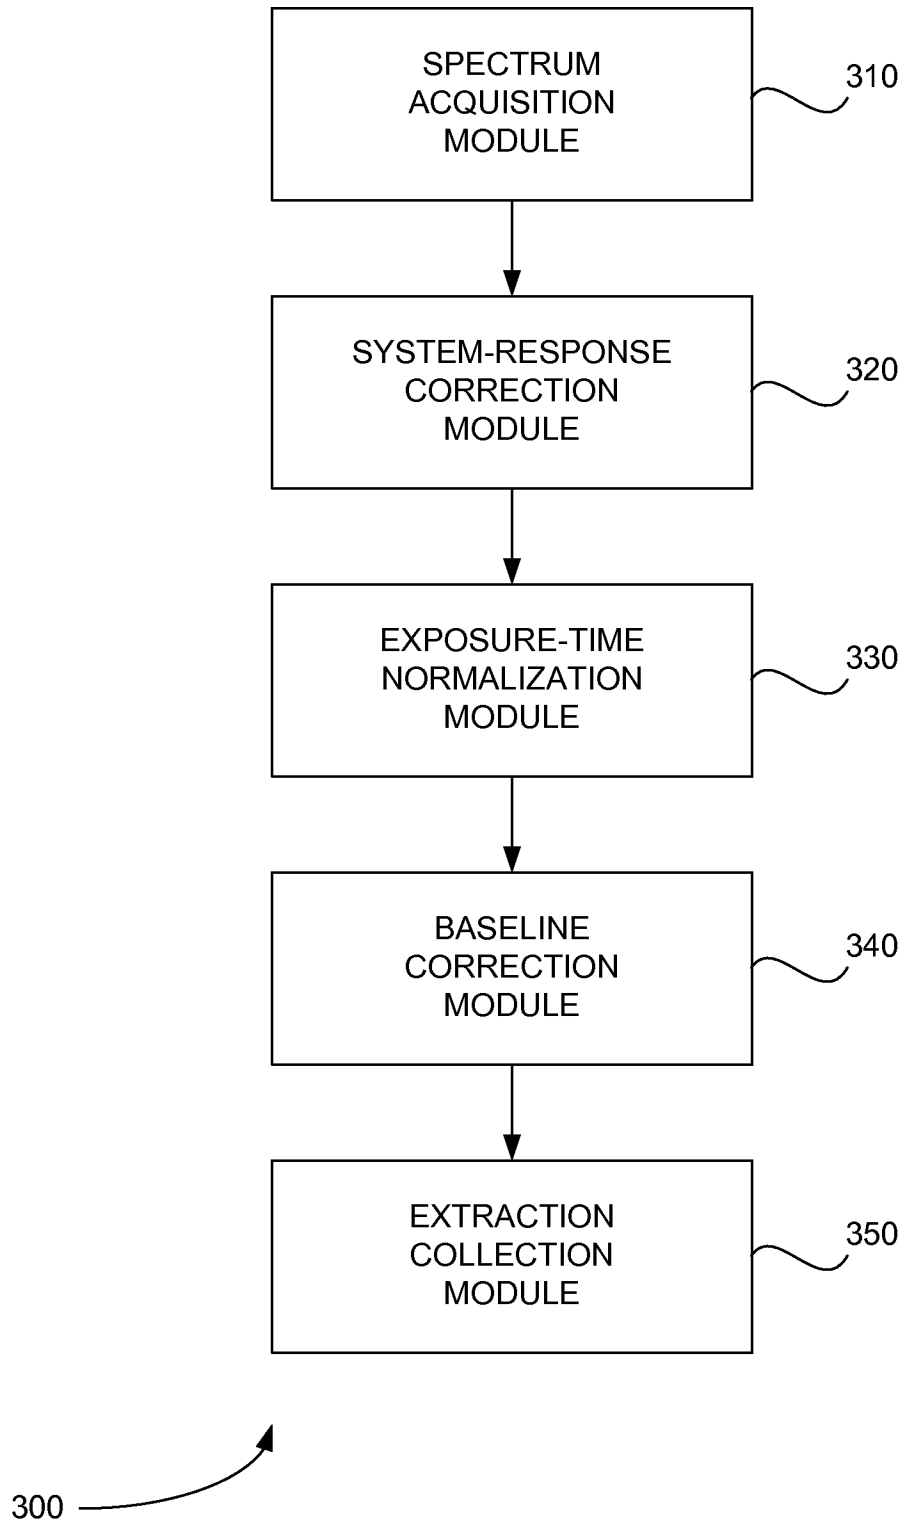 SPECTRUM
ACQUISITION
MODULE
310
SYSTEM-RESPONSE
CORRECTION
MODULE
320
EXPOSURE-TIME
NORMALIZATION
MODULE
330
BASELINE
CORRECTION
MODULE
340
EXTRACTION
COLLECTION
MODULE
350
300